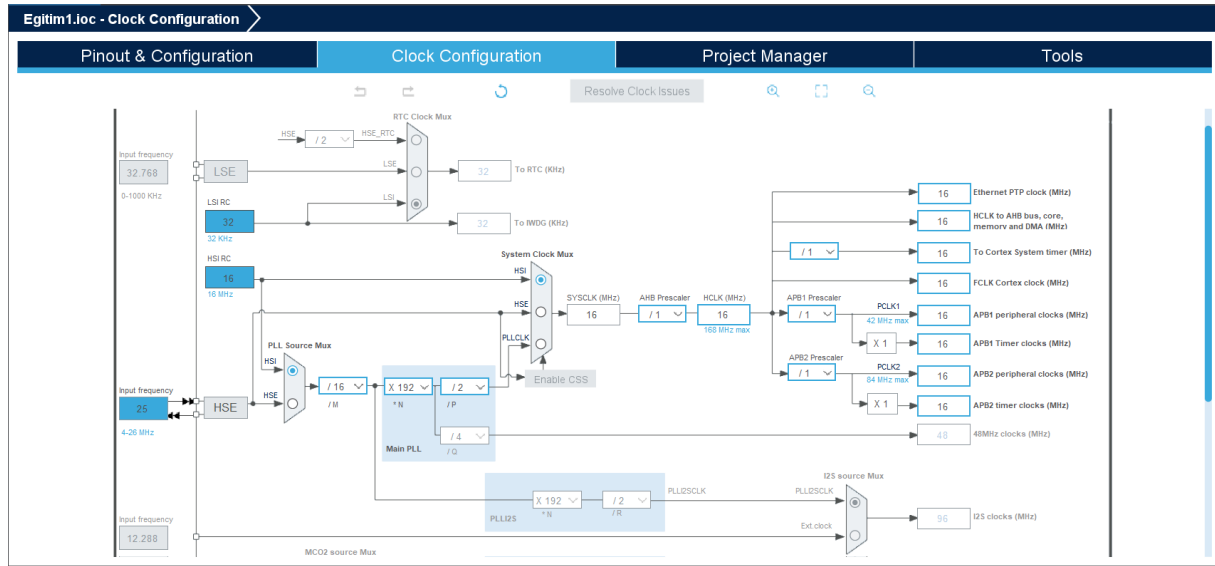 Egitim1.ioc - Clock Configuration
Pinout & Configuration
Clock Configuration
Project Manager
Tools
Resolve Clock Issues
RTC Clock Mux
HSE
/ 2
HSE_RTC
Input frequency
32.768
0-1000 KHz
LSE
LSE
32
To RTC (KHz)
LSI RC
32
32 KHz
LSI
32
To IWDG (KHz)
HSI RC
16
16 MHz
System Clock Mux
HSI
HSE
PLLCLK
SYSCLK (MHz)
16
AHB Prescaler
/ 1
HCLK (MHz)
16
168 MHz max
16
Ethernet PTP clock (MHz)
16
HCLK to AHB bus, core,
memory and DMA (MHz)
/ 1
16
To Cortex System timer (MHz)
16
FCLK Cortex clock (MHz)
APB1 Prescaler
/ 1
PCLK1
42 MHz max
16
APB1 peripheral clocks (MHz)
X 1
16
APB1 Timer clocks (MHz)
APB2 Prescaler
/ 1
PCLK2
84 MHz max
16
APB2 peripheral clocks (MHz)
X 1
16
APB2 timer clocks (MHz)
PLL Source Mux
HSI
HSE
Input frequency
25
4-26 MHz
HSE
/ 16
/ M
X 192
* N
/ 2
/ P
Enable CSS
Main PLL
/ 4
/ Q
48
48MHz clocks (MHz)
PLLI2S
X 192
* N
/ 2
/ R
PLLI2SCLK
I2S source Mux
PLLI2SCLK
Ext.clock
96
I2S clocks (MHz)
Input frequency
12.288
MCO2 source Mux